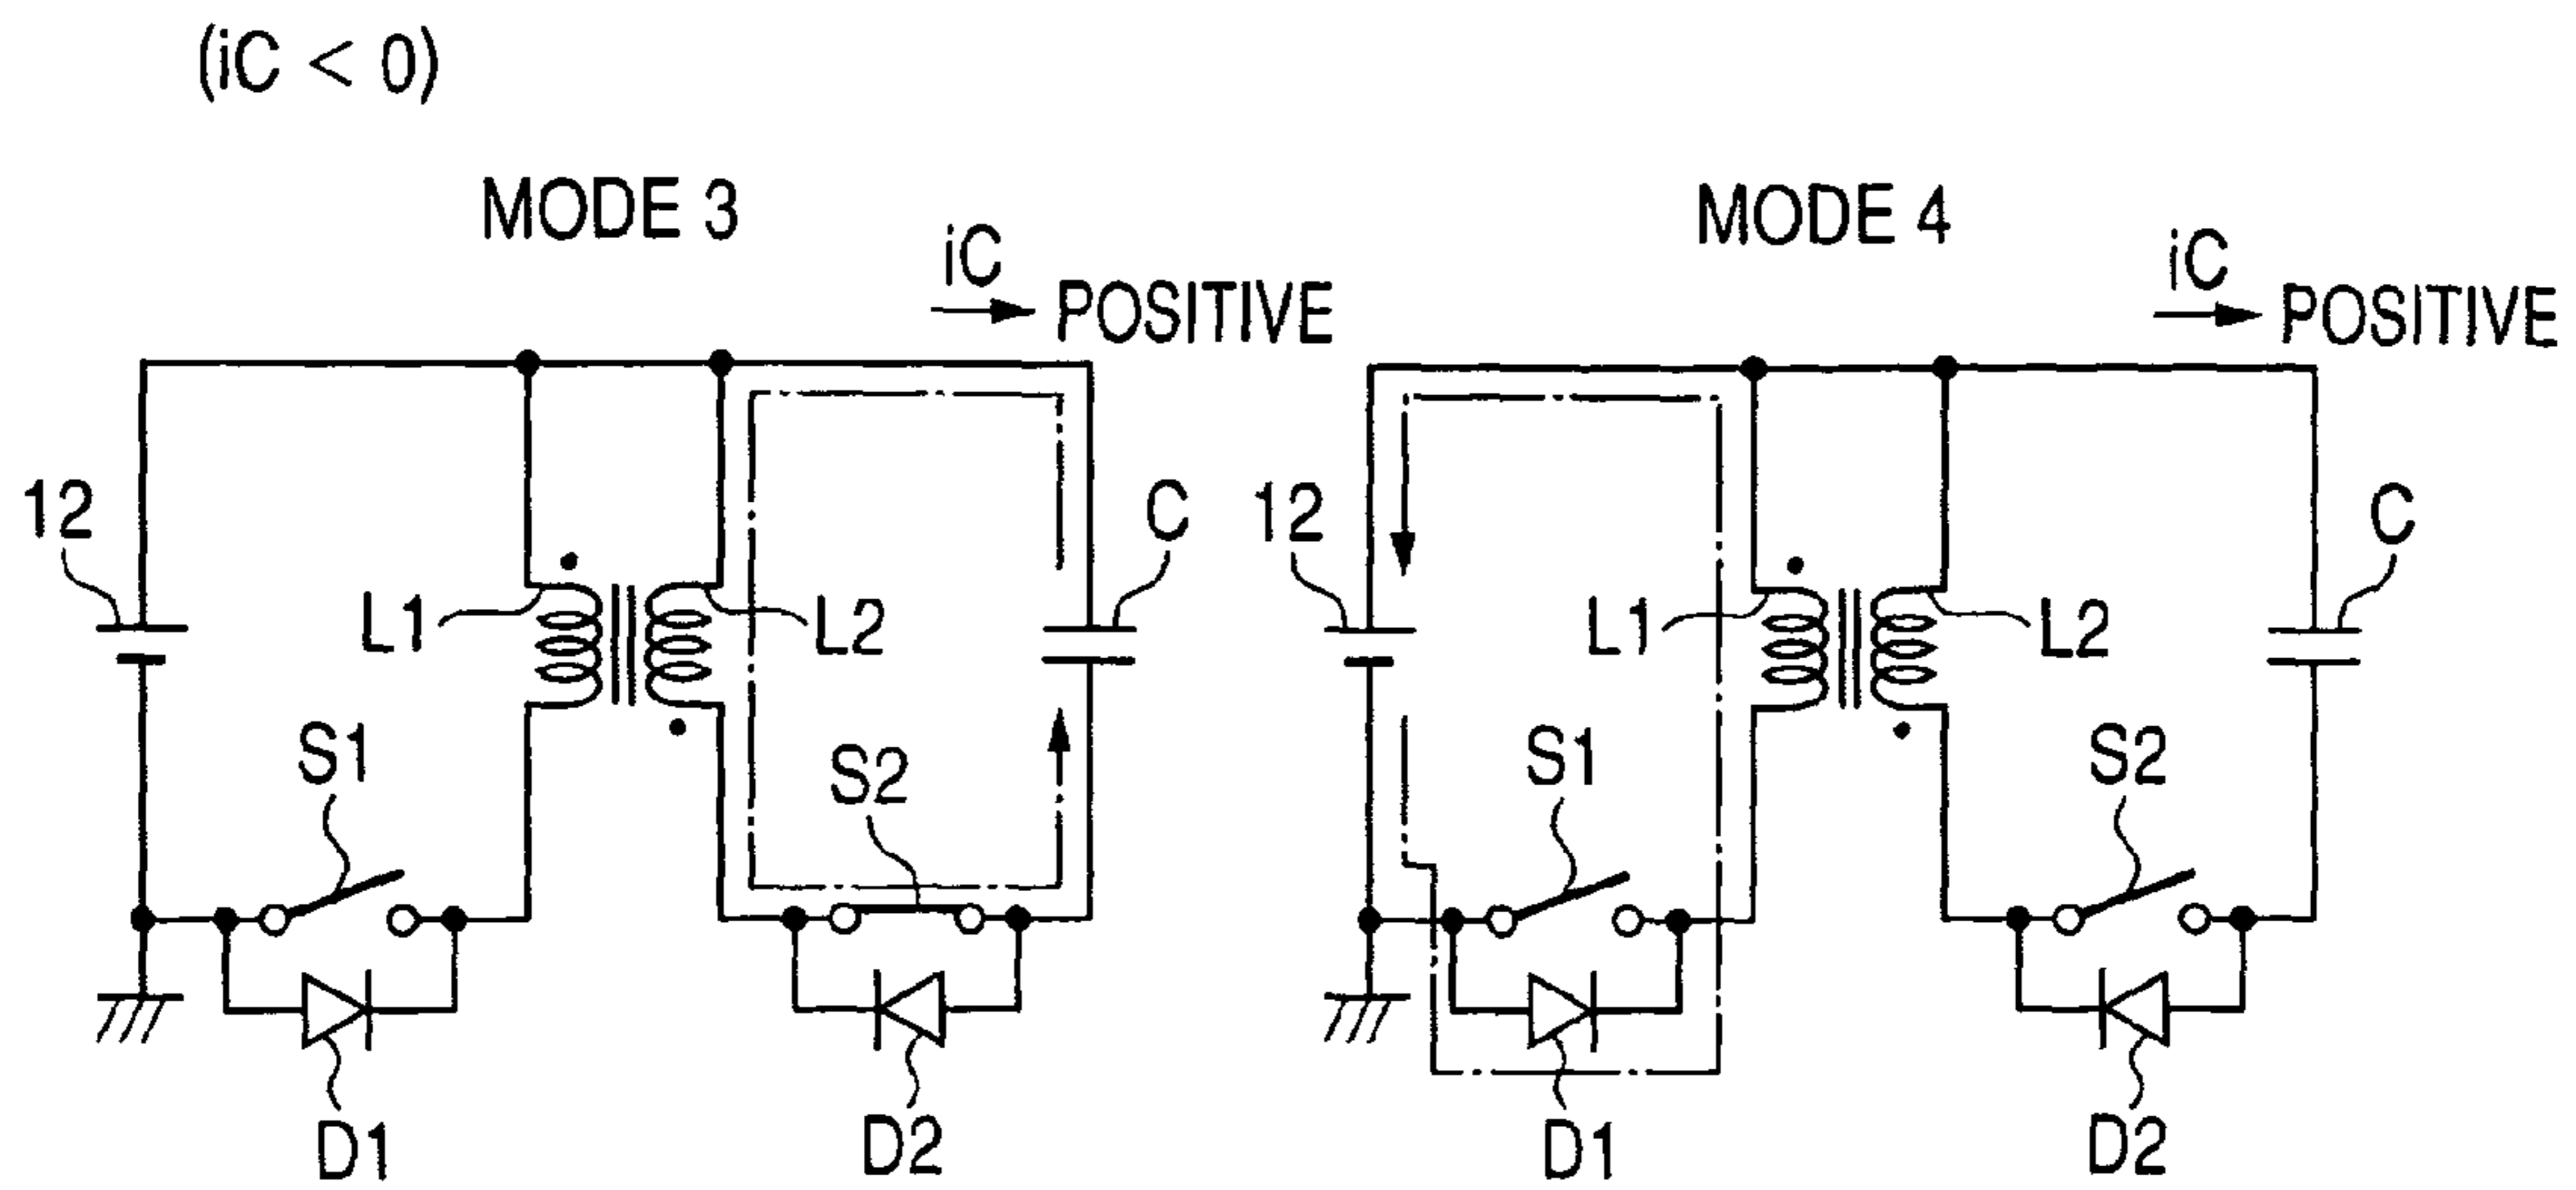 (iC < 0)
MODE 3
MODE 4
iC
POSITIVE
iC
POSITIVE
12
C
12
C
L1
L2
L1
L2
S1
S2
S1
S2
D1
D2
D1
D2